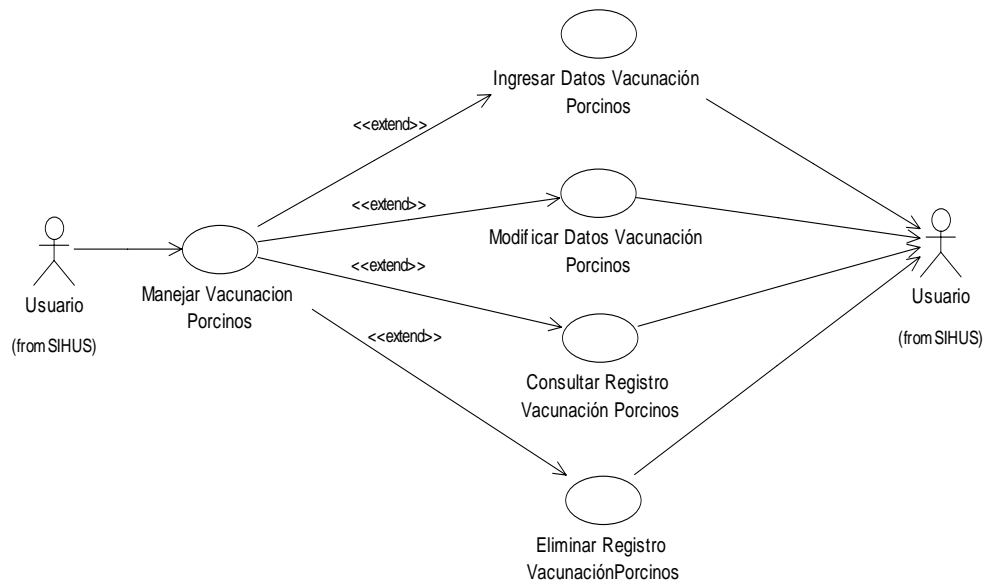 Ingresar Datos Vacunación
Porcinos
<<extend>>
<<extend>>
Modificar Datos Vacunación
Porcinos
<<extend>>
Usuario
(from SIHUS)
Manejar Vacunacion
Porcinos
<<extend>>
Usuario
(from SIHUS)
Consultar Registro
Vacunación Porcinos
Eliminar Registro
VacunaciónPorcinos